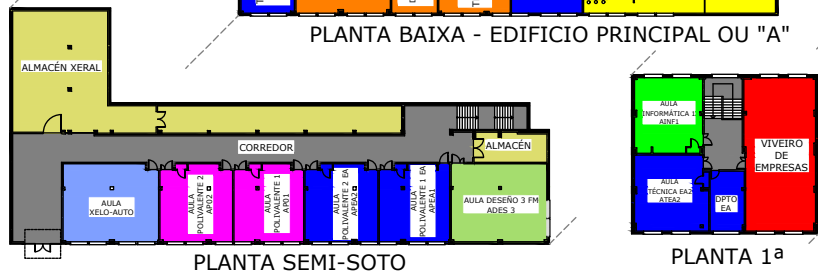 PLANTA BAIXA - EDIFICIO PRINCIPAL OU "A"
ALMACÉN XERAL
CORREDOR
ALMACÉN
AULA
XELO-AUTO
AULA
POLIVALENTE 2
APO2
AULA
POLIVALENTE 1
APO1
AULA
POLIVALENTE 2 EA
APEA2
AULA
POLIVALENTE 1 EA
APEA1
AULA DESEÑO 3 FM
ADES 3
PLANTA SEMI-SOTO
AULA
INFORMÁTICA 1
AINF1
VIVEIRO
DE
EMPRESAS
AULA
TÉCNICA EA2
ATEA2
DPTO
EA
PLANTA 1ª